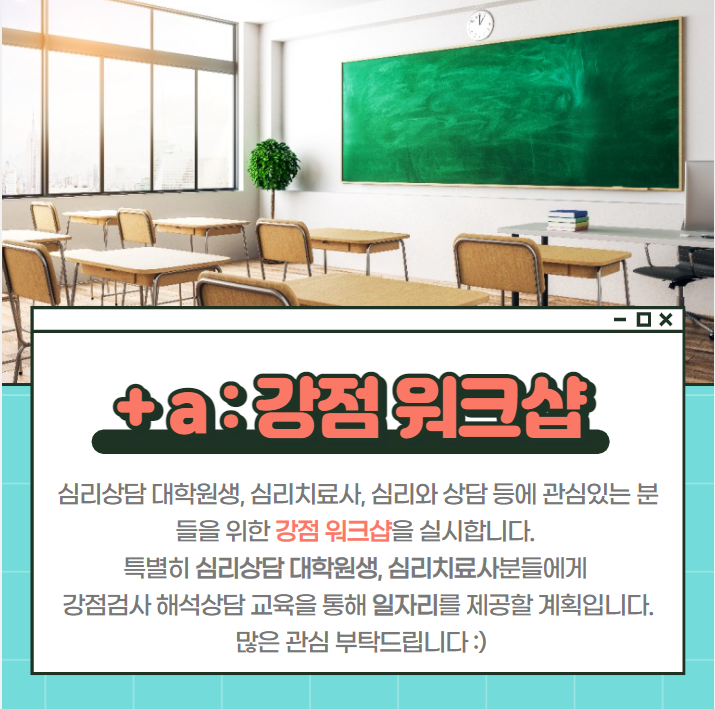 +a:강점 워크샵
심리상담 대학원생, 심리치료사, 심리와 상담 등에 관심있는 분
들을 위한 강점 워크샵을 실시합니다.
특별히 심리상담 대학원생, 심리치료사분들에게
강점검사 해석상담 교육을 통해 일자리를 제공할 계획입니다.
많은 관심 부탁드립니다 :)